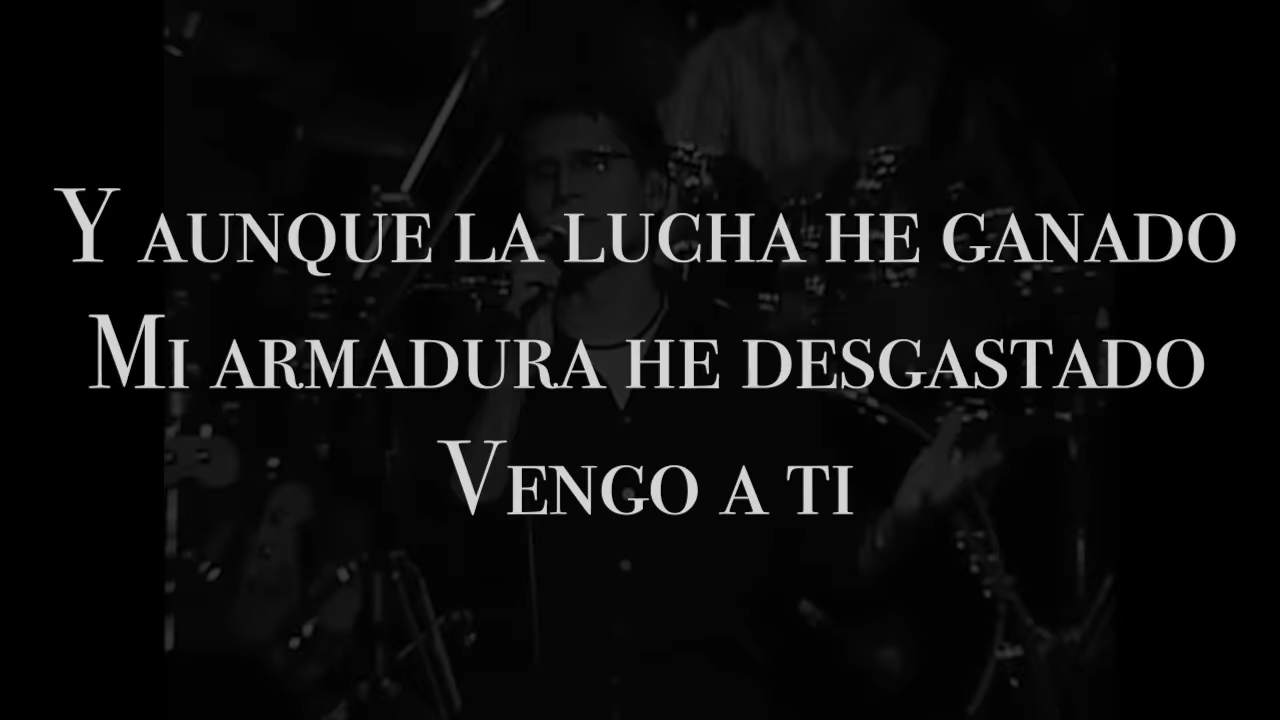 Y AUNQUE LA LUCHA HE GANADO
MI ARMADURA HE DESGASTADO
VENGO A TI